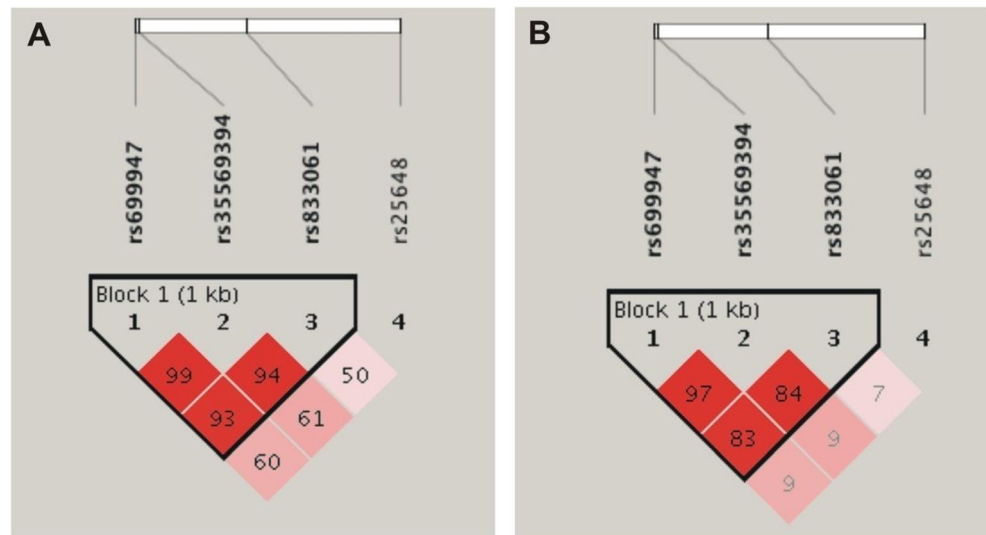 A
rs699947
rs35569394
rs833061
rs25648
Block 1 (1 kb)
1 2 3 4
99 94 50
93 61
60
B
rs699947
rs35569394
rs833061
rs25648
Block 1 (1 kb)
1 2 3 4
97 84 7
83 9
9